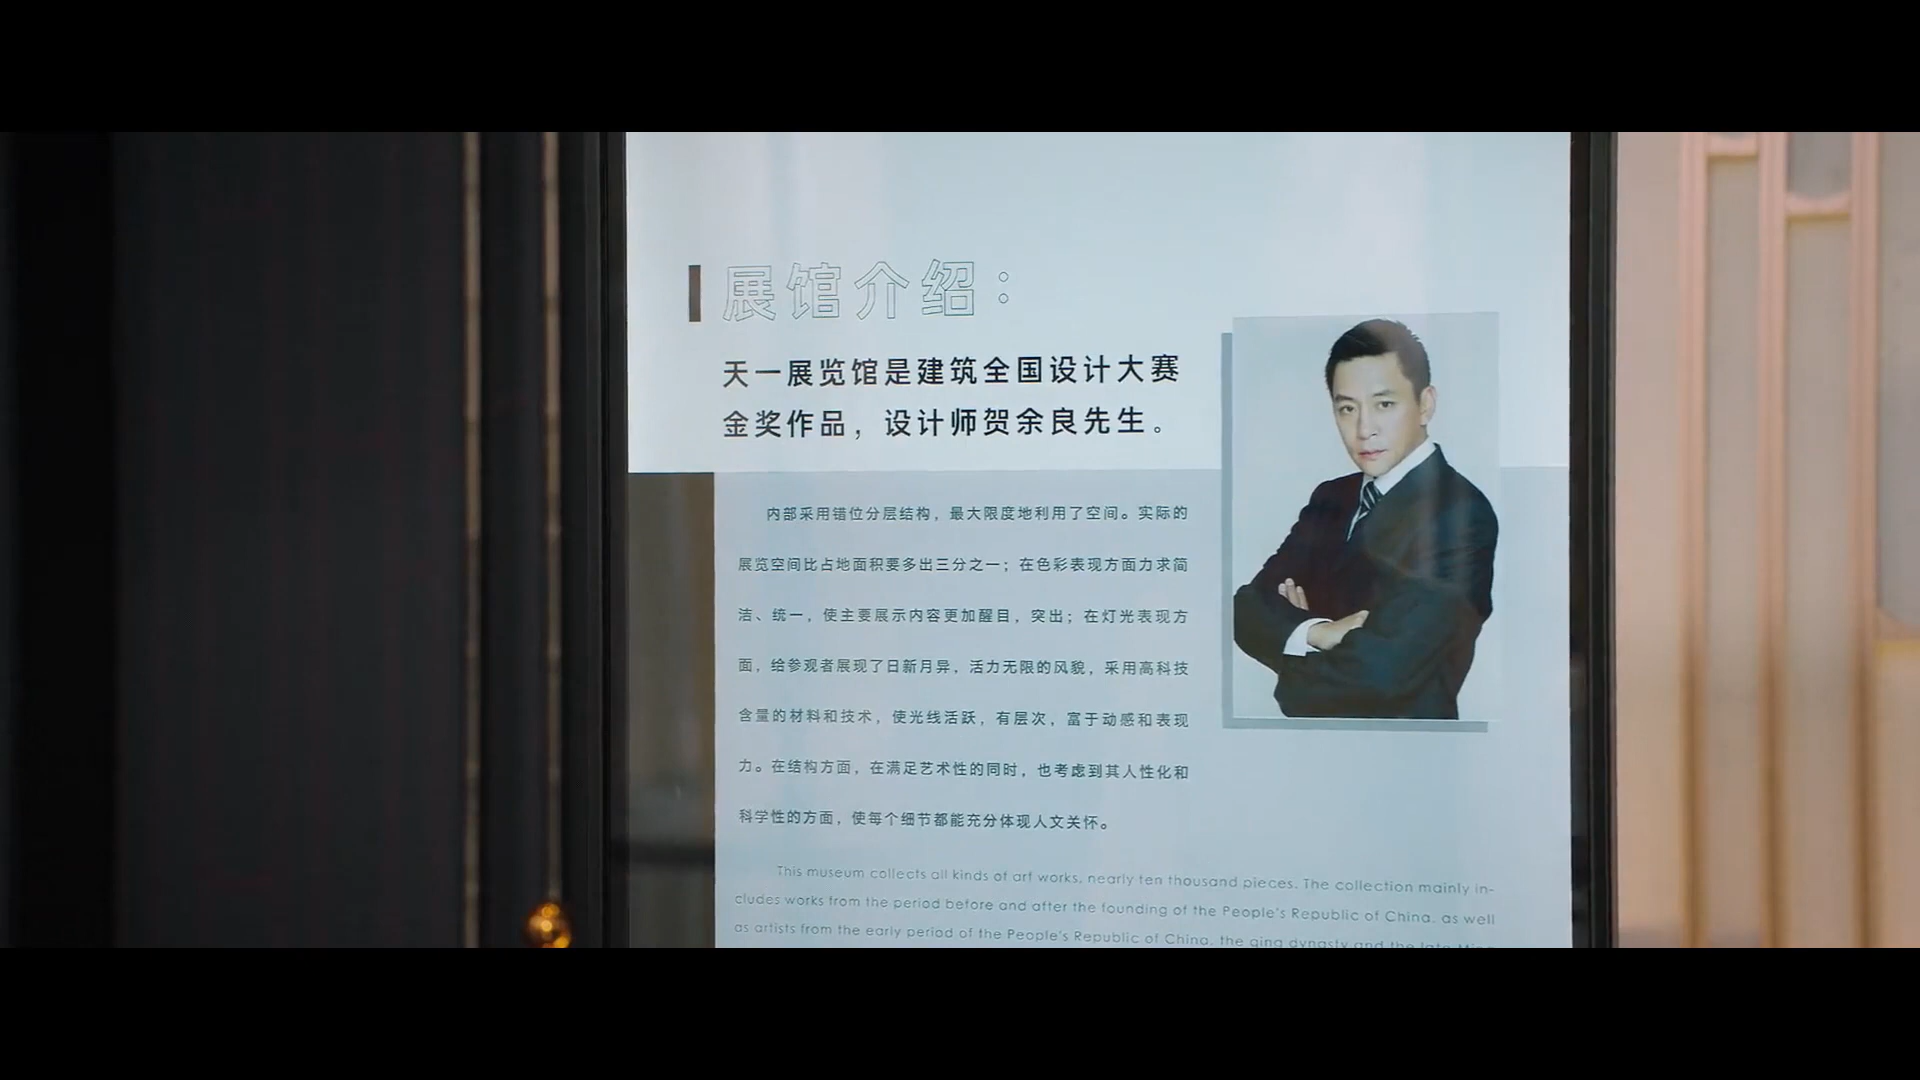 展馆介绍：
天一展览馆是建筑全国设计大赛
金奖作品，设计师贺余良先生。
内部采用错位分层结构，最大限度地利用了空间。实际的
展览空间比占地面积要多出三分之一；在色彩表现方面力求简
洁、统一，使主要展示内容更加醒目，突出；在灯光表现方
面，给参观者展现了日新月异，活力无限的风貌，采用高科技
含量的材料和技术，使光线活跃，有层次，富于动感和表现
力。在结构方面，在满足艺术性的同时，也考虑到其人性化和
科学性的方面，使每个细节都能充分体现人文关怀。
This museum collects all kinds of art works, nearly ten thousand pieces. The collection mainly in-
cludes works from the period before and after the founding of the People's Republic of China, as well
as artists from the early period of the People's Republic of China, the qing dynasty and the late Ming